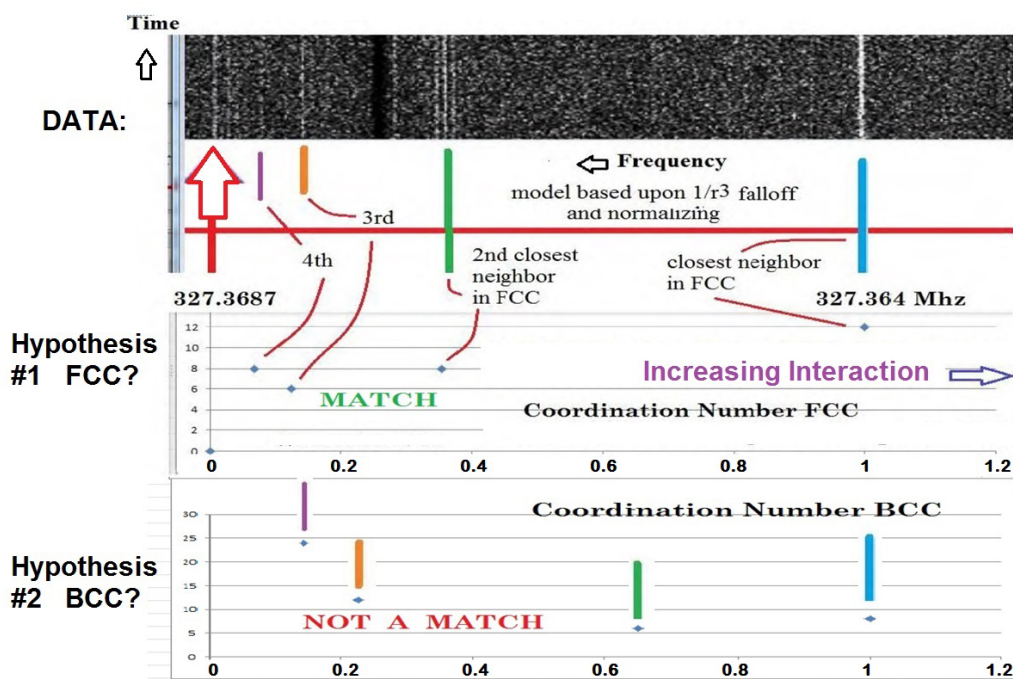 Time
DATA:
Frequency
model based upon 1/r3 falloff
and normalizing
3rd
4th
2nd closest
neighbor
in FCC
closest neighbor
in FCC
327.3687
327.364 Mhz
Hypothesis
#1 FCC?
12
10
8
6
4
2
0
MATCH
Increasing Interaction
Coordination Number FCC
0
0.2
0.4
0.6
0.8
1
1.2
Hypothesis
#2 BCC?
Coordination Number BCC
30
25
20
15
10
5
0
NOT A MATCH
0
0.2
0.4
0.6
0.8
1
1.2